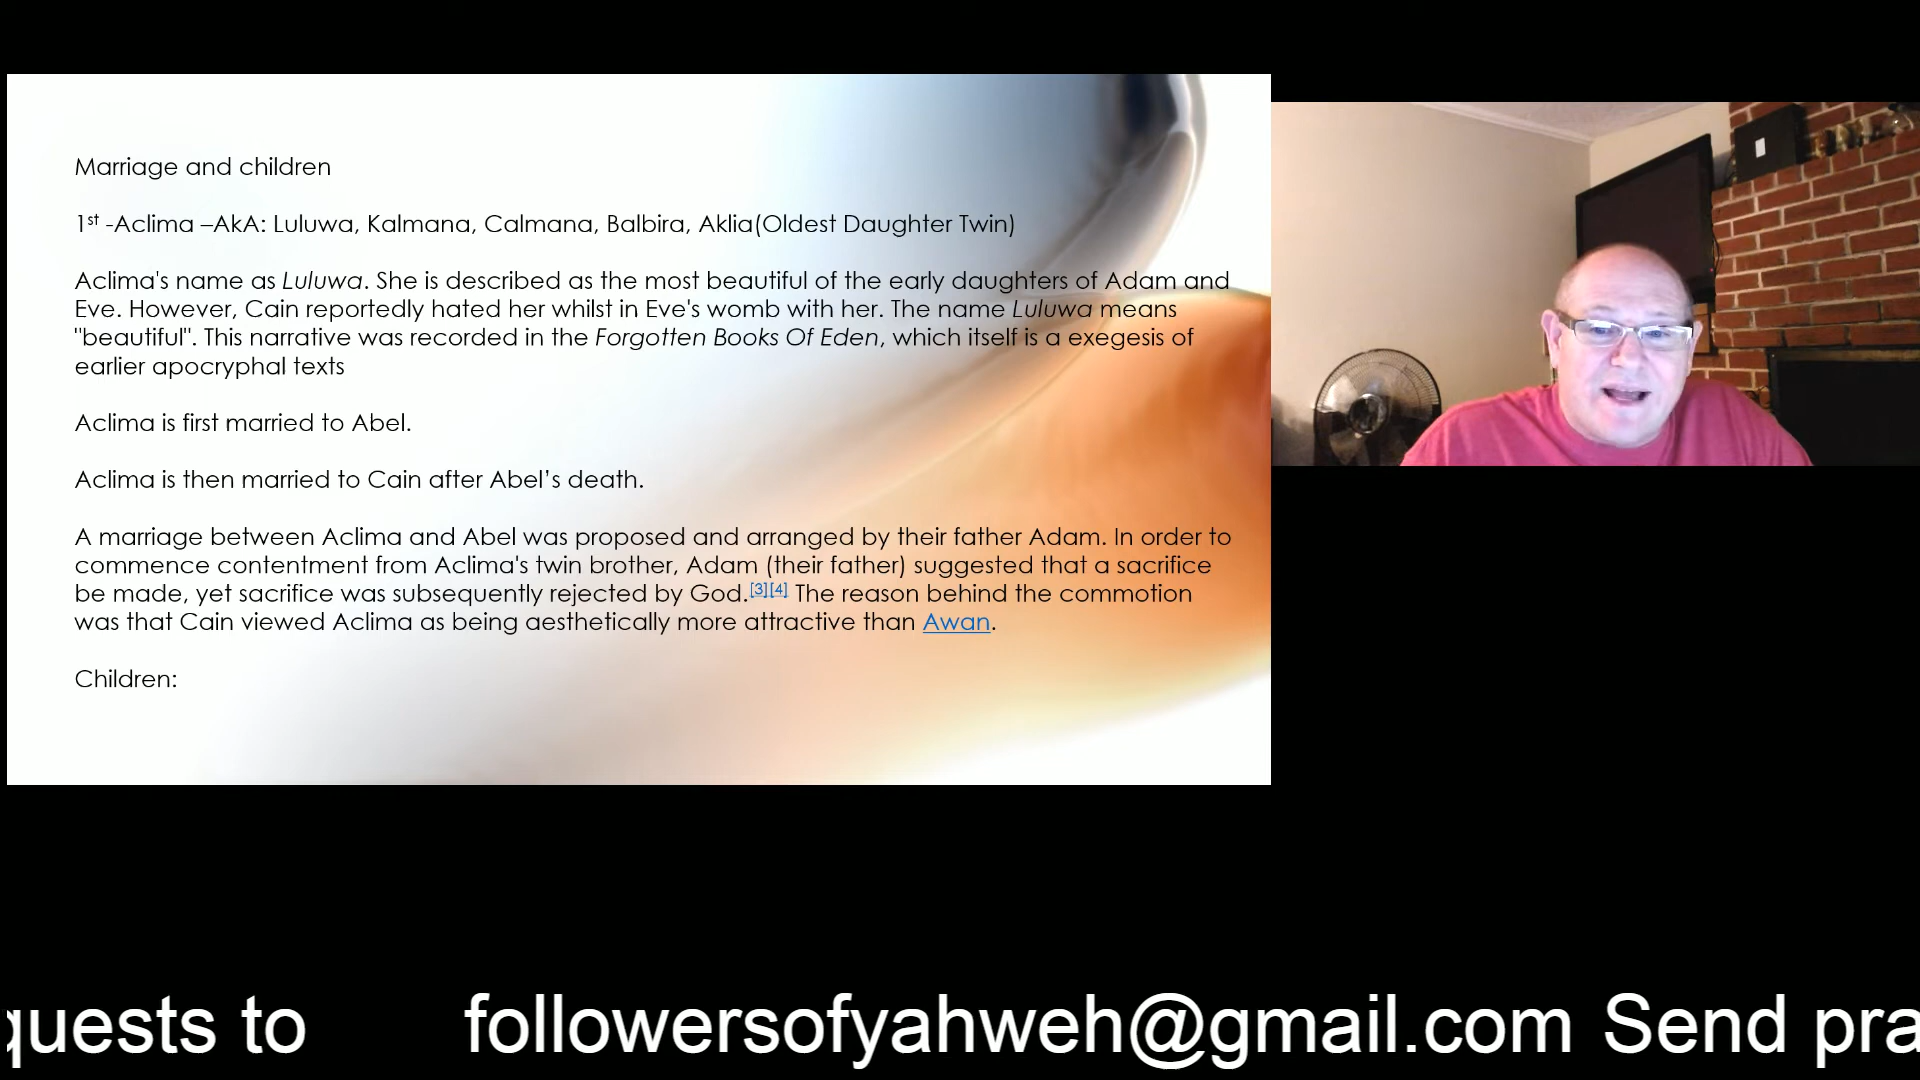 Marriage and children
1st -Aclima –AkA: Luluwa, Kalmana, Calmana, Balbira, Aklia(Oldest Daughter Twin)
Aclima's name as Luluwa. She is described as the most beautiful of the early daughters of Adam and
Eve. However, Cain reportedly hated her whilst in Eve's womb with her. The name Luluwa means
"beautiful". This narrative was recorded in the Forgotten Books Of Eden, which itself is a exegesis of
earlier apocryphal texts
Aclima is first married to Abel.
Aclima is then married to Cain after Abel’s death.
A marriage between Aclima and Abel was proposed and arranged by their father Adam. In order to
commence contentment from Aclima's twin brother, Adam (their father) suggested that a sacrifice
be made, yet sacrifice was subsequently rejected by God.[3][4] The reason behind the commotion
was that Cain viewed Aclima as being aesthetically more attractive than Awan.
Children:
quests to followersofyahweh@gmail.com Send pra